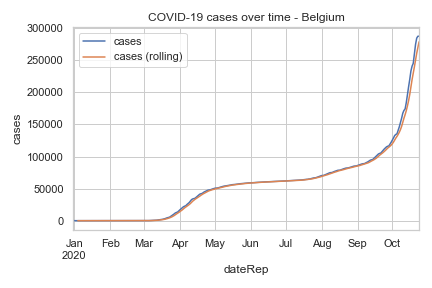 COVID-19 cases over time - Belgium
cases
cases (rolling)
300000
250000
200000
150000
100000
50000
0
cases
Jan Feb Mar Apr May Jun Jul Aug Sep Oct
2020
dateRep